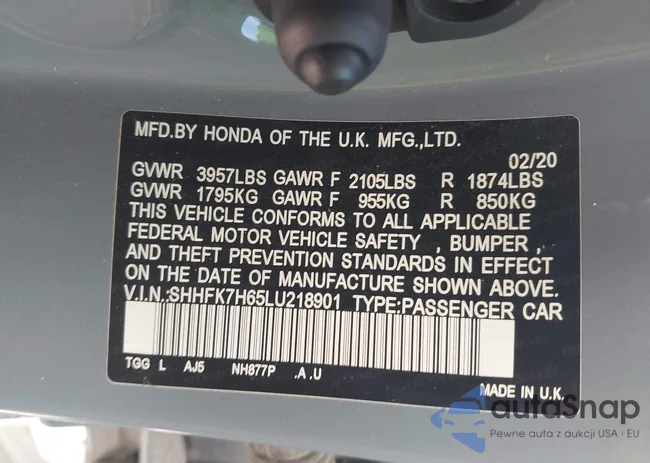 MFD.BY HONDA OF THE U.K. MFG.,LTD.
02/20
GVWR 3957LBS GAWR F 2105LBS R 1874LBS
GVWR 1795KG GAWR F 955KG R 850KG
THIS VEHICLE CONFORMS TO ALL APPLICABLE
FEDERAL MOTOR VEHICLE SAFETY , BUMPER ,
AND THEFT PREVENTION STANDARDS IN EFFECT
ON THE DATE OF MANUFACTURE SHOWN ABOVE.
V.I.N.:SHHFK7H65LU218901 TYPE:PASSENGER CAR
TGG L AJ5 NH877P .A .U
MADE IN U.K.
autoSnap
Pewne auta z aukcji USA i EU